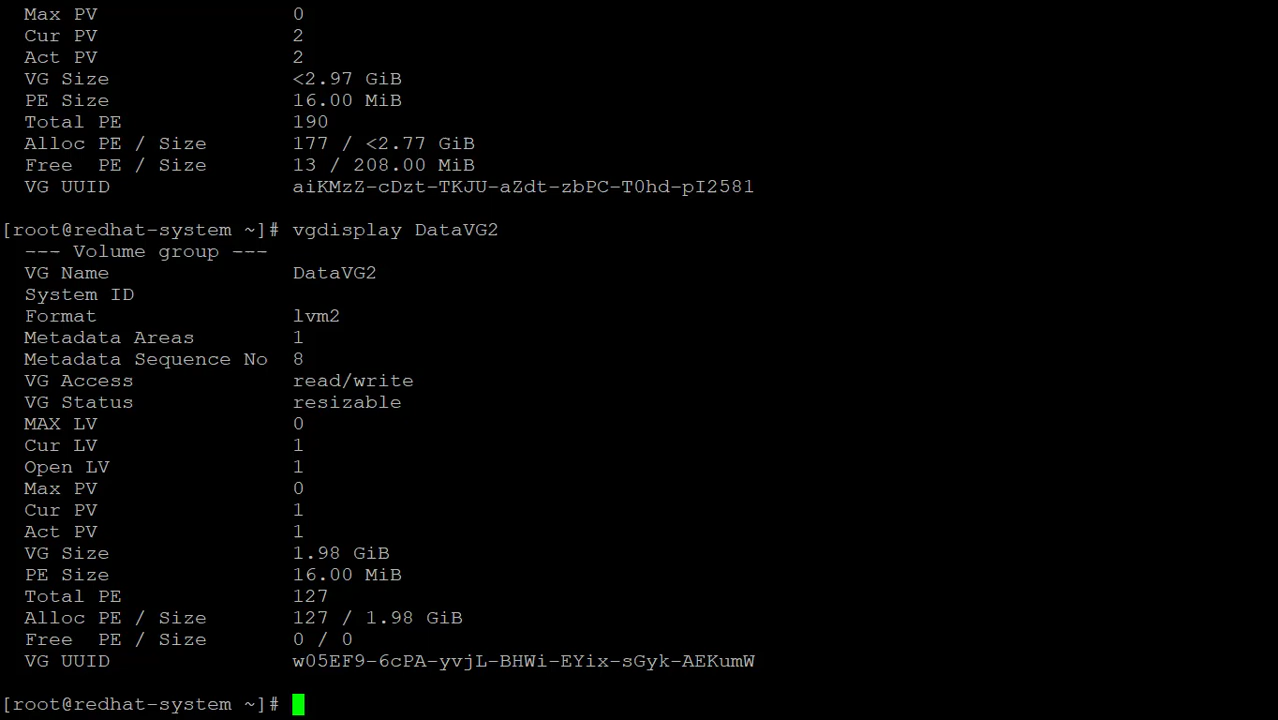 Max PV                0
Cur PV                2
Act PV                2
VG Size               <2.97 GiB
PE Size               16.00 MiB
Total PE              190
Alloc PE / Size       177 / <2.77 GiB
Free  PE / Size       13 / 208.00 MiB
VG UUID               aiKMzZ-cDzt-TKJU-aZdt-zbPC-T0hd-pI2581
[root@redhat-system ~]# vgdisplay DataVG2
--- Volume group ---
VG Name               DataVG2
System ID
Format                lvm2
Metadata Areas        1
Metadata Sequence No  8
VG Access             read/write
VG Status             resizable
MAX LV                0
Cur LV                1
Open LV               1
Max PV                0
Cur PV                1
Act PV                1
VG Size               1.98 GiB
PE Size               16.00 MiB
Total PE              127
Alloc PE / Size       127 / 1.98 GiB
Free  PE / Size       0 / 0
VG UUID               w05EF9-6cPA-yvjL-BHWi-EYix-sGyk-AEKumW
[root@redhat-system ~]#